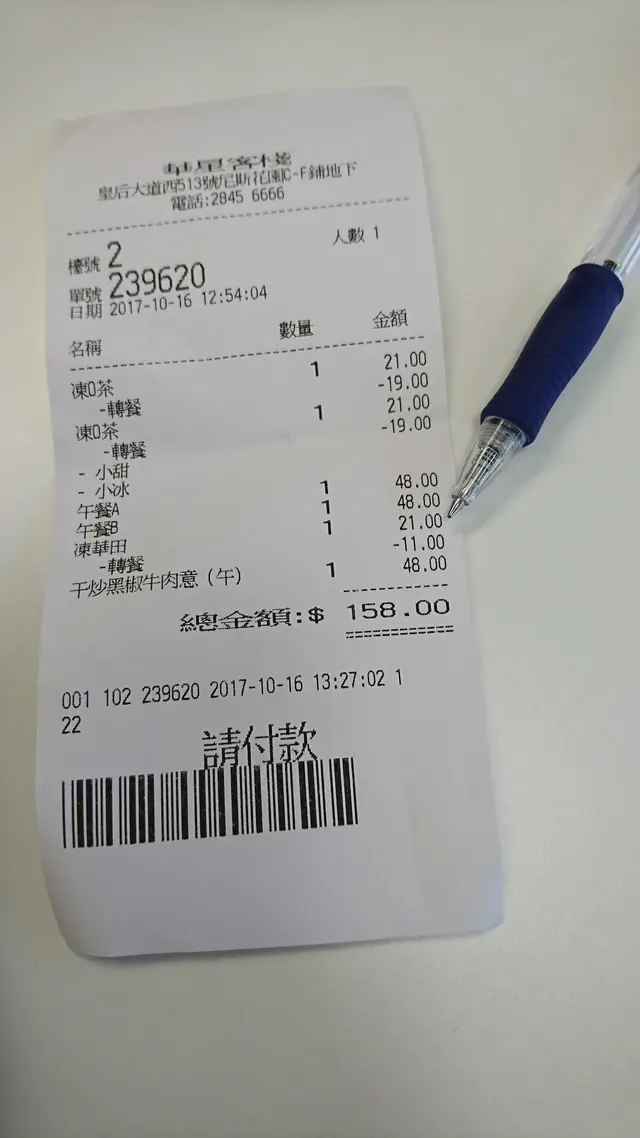 華星客棧
皇后大道西513號尼斯花園C-F鋪地下
電話:2845 6666
檯號 2 人數 1
單號 239620
日期 2017-10-16 12:54:04
名稱 數量 金額
凍O茶 1 21.00
-轉餐 -19.00
凍O茶 1 21.00
-轉餐 -19.00
- 小甜
- 小冰
午餐A 1 48.00
午餐B 1 48.00
凍華田 1 21.00
-轉餐 -11.00
干炒黑椒牛肉意(午) 1 48.00
總金額:$ 158.00
001 102 239620 2017-10-16 13:27:02 1
22
請付款